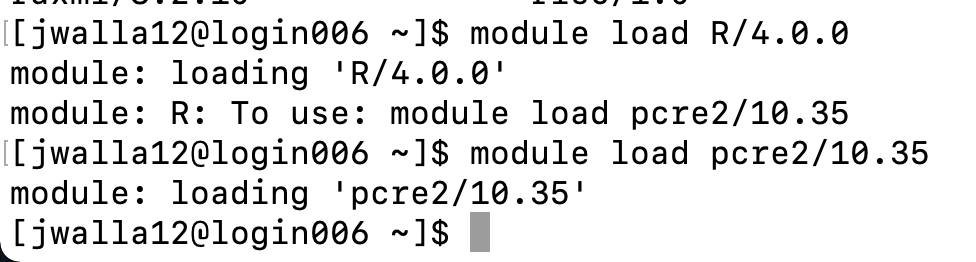 [jwalla12@login006 ~]$ module load R/4.0.0
module: loading 'R/4.0.0'
module: R: To use: module load pcre2/10.35
[jwalla12@login006 ~]$ module load pcre2/10.35
module: loading 'pcre2/10.35'
[jwalla12@login006 ~]$